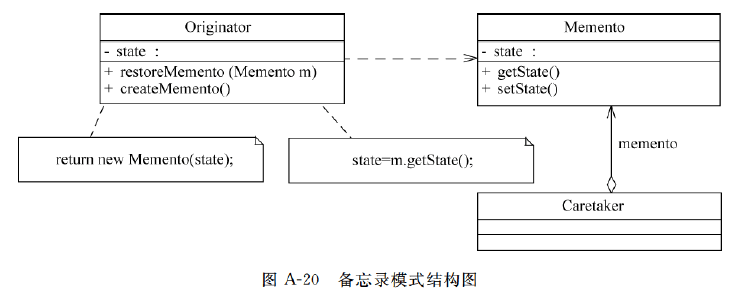 Originator
- state :
+ restoreMemento (Memento m)
+ createMemento()
Memento
- state :
+ getState()
+ setState()
return new Memento(state);
state=m.getState();
memento
Caretaker
图 A-20 备忘录模式结构图